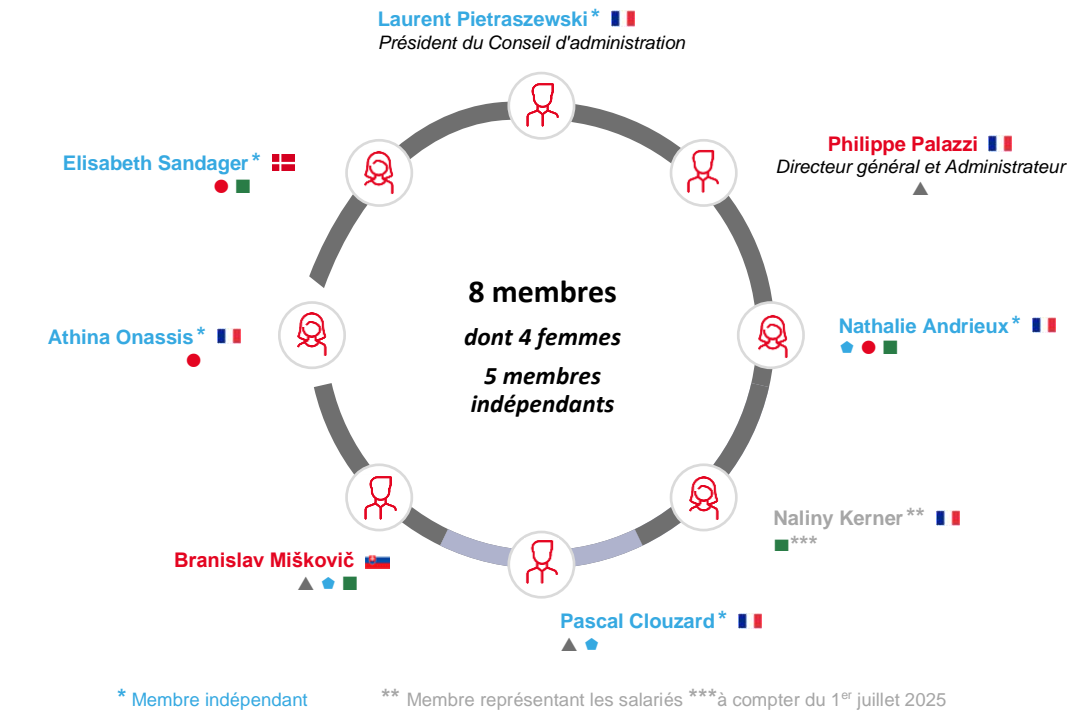 Laurent Pietraszewski *
Président du Conseil d'administration
Philippe Palazzi
Directeur général et Administrateur
Elisabeth Sandager *
8 membres
dont 4 femmes
5 membres
indépendants
Athina Onassis *
Nathalie Andrieux *
Naliny Kerner **
***
Branislav Miškovič
Pascal Clouzard *
* Membre indépendant
** Membre représentant les salariés ***à compter du 1er juillet 2025